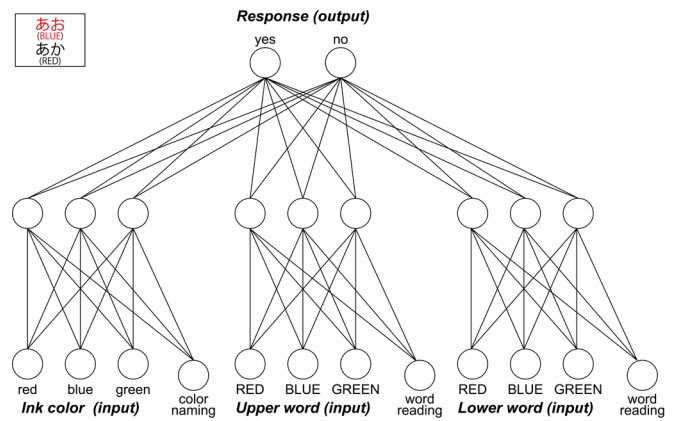 Response (output)
yes no
あお
(BLUE)
あか
(RED)
red blue green color naming RED BLUE GREEN word reading RED BLUE GREEN word reading
Ink color (input) Upper word (input) Lower word (input)